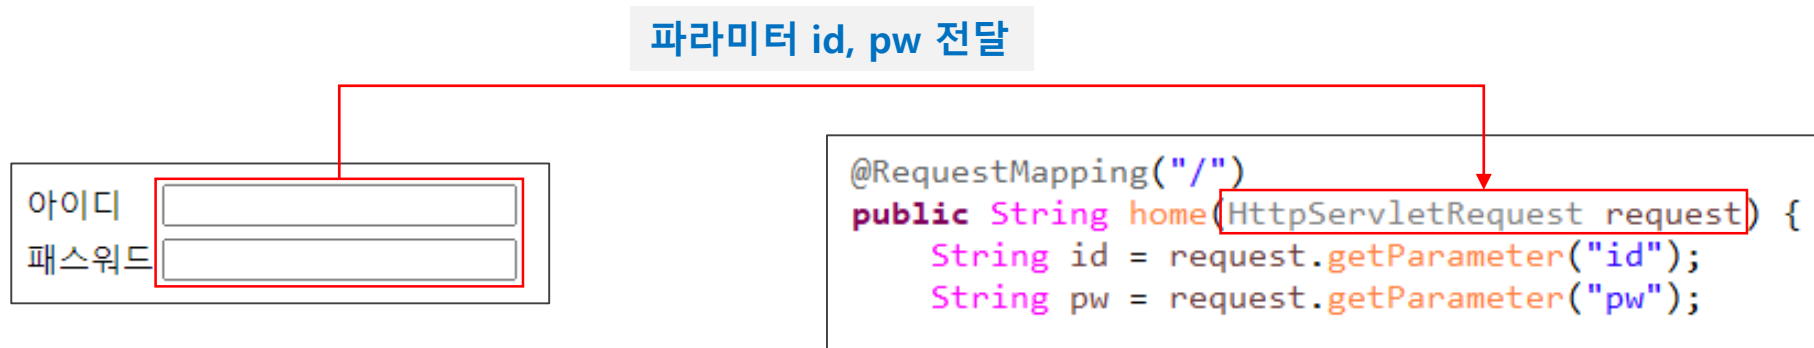 파라미터 id, pw 전달
아이디
패스워드
@RequestMapping("/")
public String home(HttpServletRequest request) {
String id = request.getParameter("id");
String pw = request.getParameter("pw");